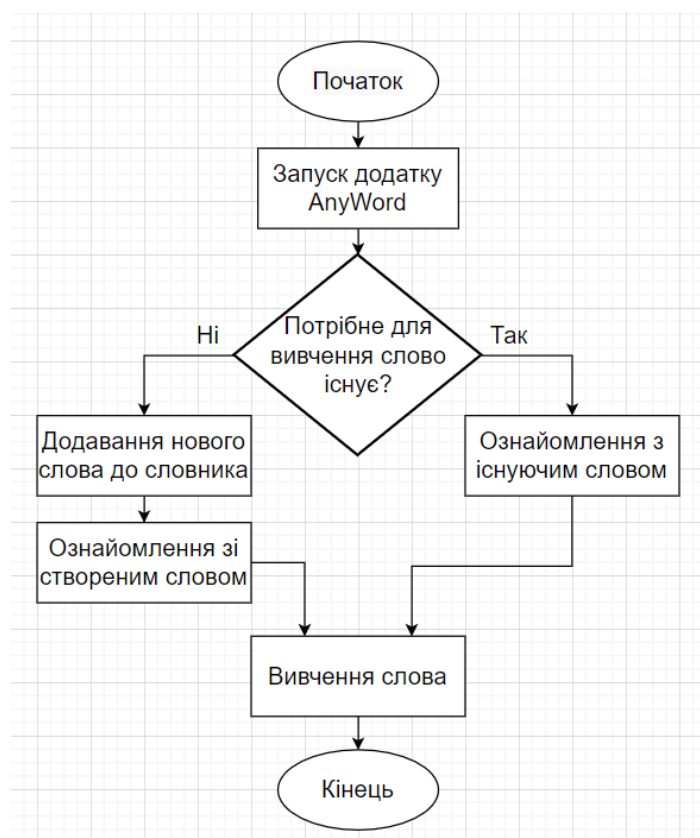 Початок
Запуск додатку
AnyWord
Потрібне для
вивчення слово
існує?
Ні
Так
Додавання нового
слова до словника
Ознайомлення з
існуючим словом
Ознайомлення зі
створеним словом
Вивчення слова
Кінець